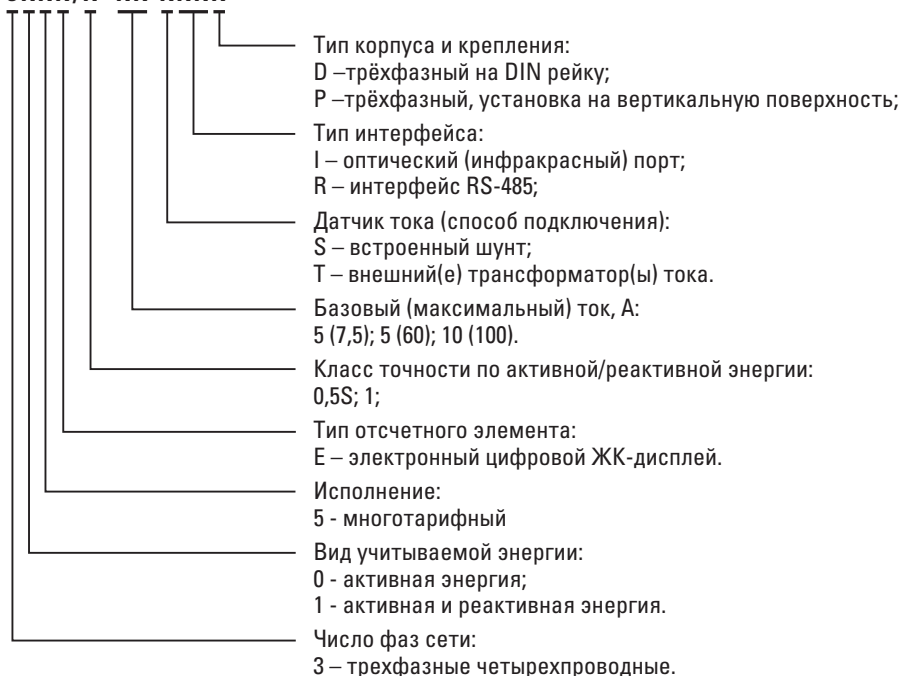 Тип корпуса и крепления:
D –трёхфазный на DIN рейку;
P –трёхфазный, установка на вертикальную поверхность;
Тип интерфейса:
I – оптический (инфракрасный) порт;
R – интерфейс RS-485;
Датчик тока (способ подключения):
S – встроенный шунт;
T – внешний(е) трансформатор(ы) тока.
Базовый (максимальный) ток, А:
5 (7,5); 5 (60); 10 (100).
Класс точности по активной/реактивной энергии:
0,5S; 1;
Тип отсчетного элемента:
E – электронный цифровой ЖК-дисплей.
Исполнение:
5 - многотарифный
Вид учитываемой энергии:
0 - активная энергия;
1 - активная и реактивная энергия.
Число фаз сети:
3 – трехфазные четырехпроводные.